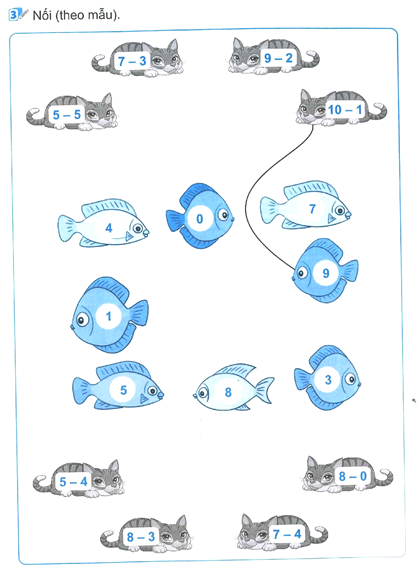 3 Nối (theo mẫu).
7 – 3
9 – 2
5 – 5
10 – 1
4
0
7
9
1
5
8
3
5 – 4
8 – 0
8 – 3
7 – 4